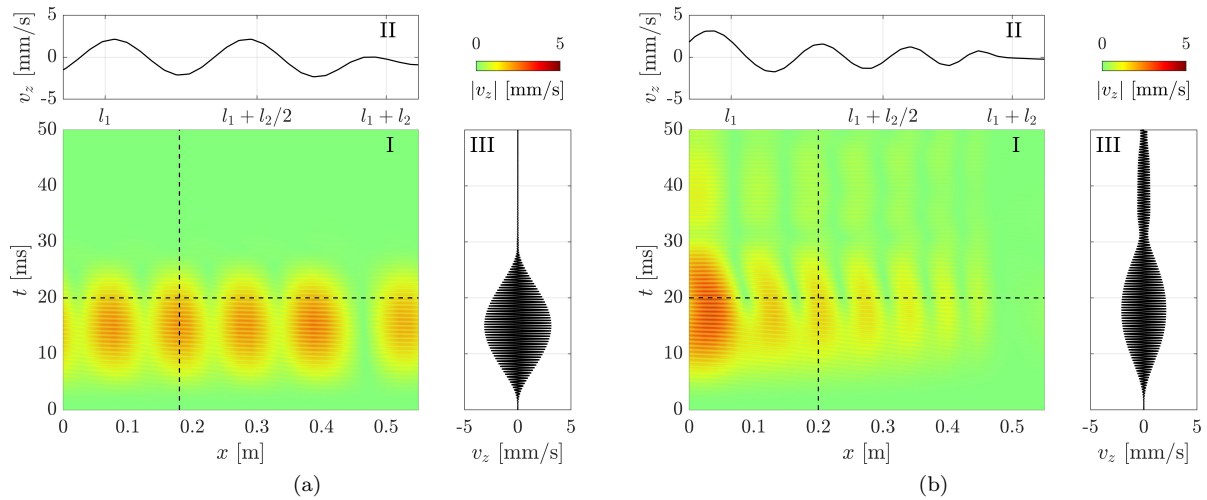 5
0
-5
v_z [mm/s]
II
l_1
l_1 + l_2/2
l_1 + l_2
0 5
|v_z| [mm/s]
50
40
30
20
10
0
t [ms]
I
0 0.1 0.2 0.3 0.4 0.5
x [m]
III
-5 0 5
v_z [mm/s]
(a)
5
0
-5
v_z [mm/s]
II
l_1
l_1 + l_2/2
l_1 + l_2
0 5
|v_z| [mm/s]
50
40
30
20
10
0
t [ms]
I
0 0.1 0.2 0.3 0.4 0.5
x [m]
III
-5 0 5
v_z [mm/s]
(b)